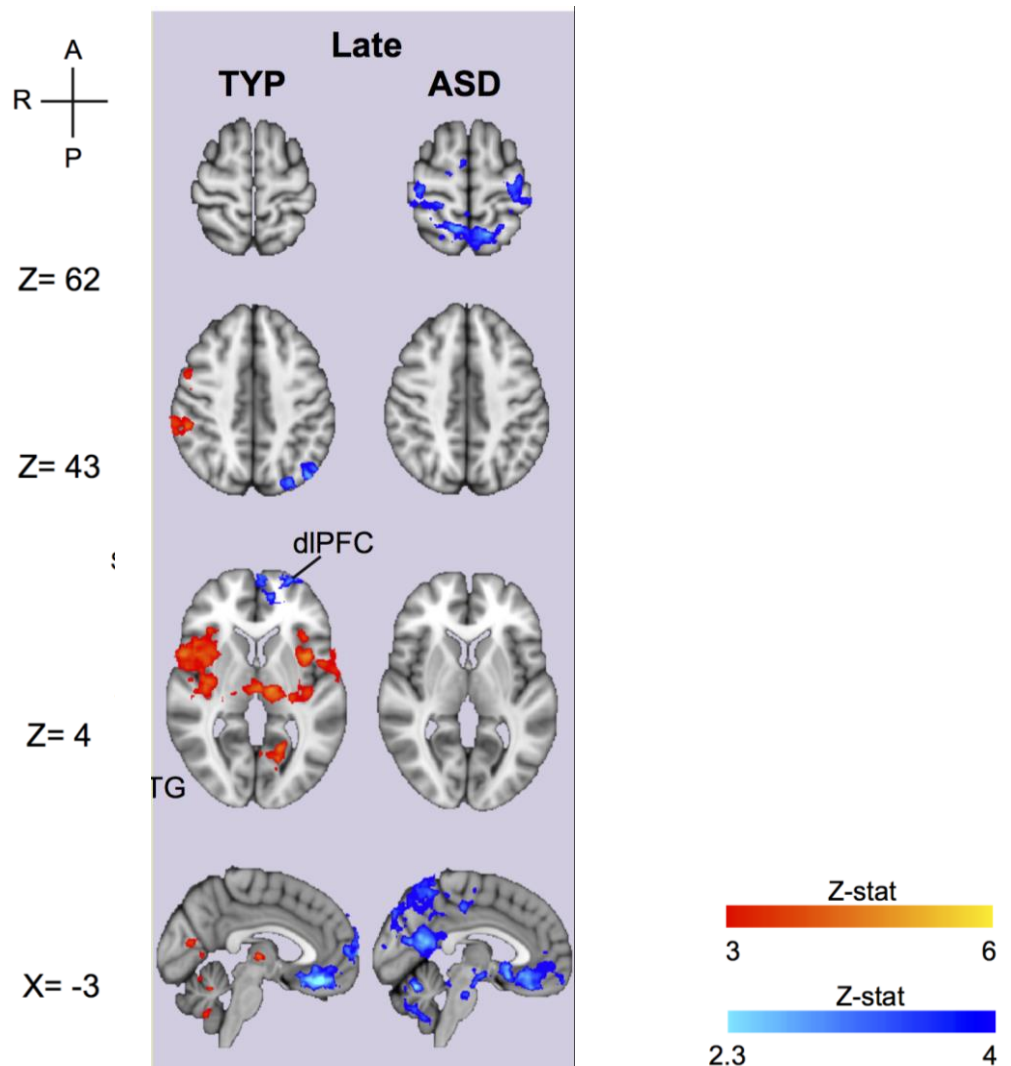 Late
TYP ASD
A
R
P
Z= 62
Z= 43
dlPFC
Z= 4
TG
X= -3
Z-stat
3 6
Z-stat
2.3 4